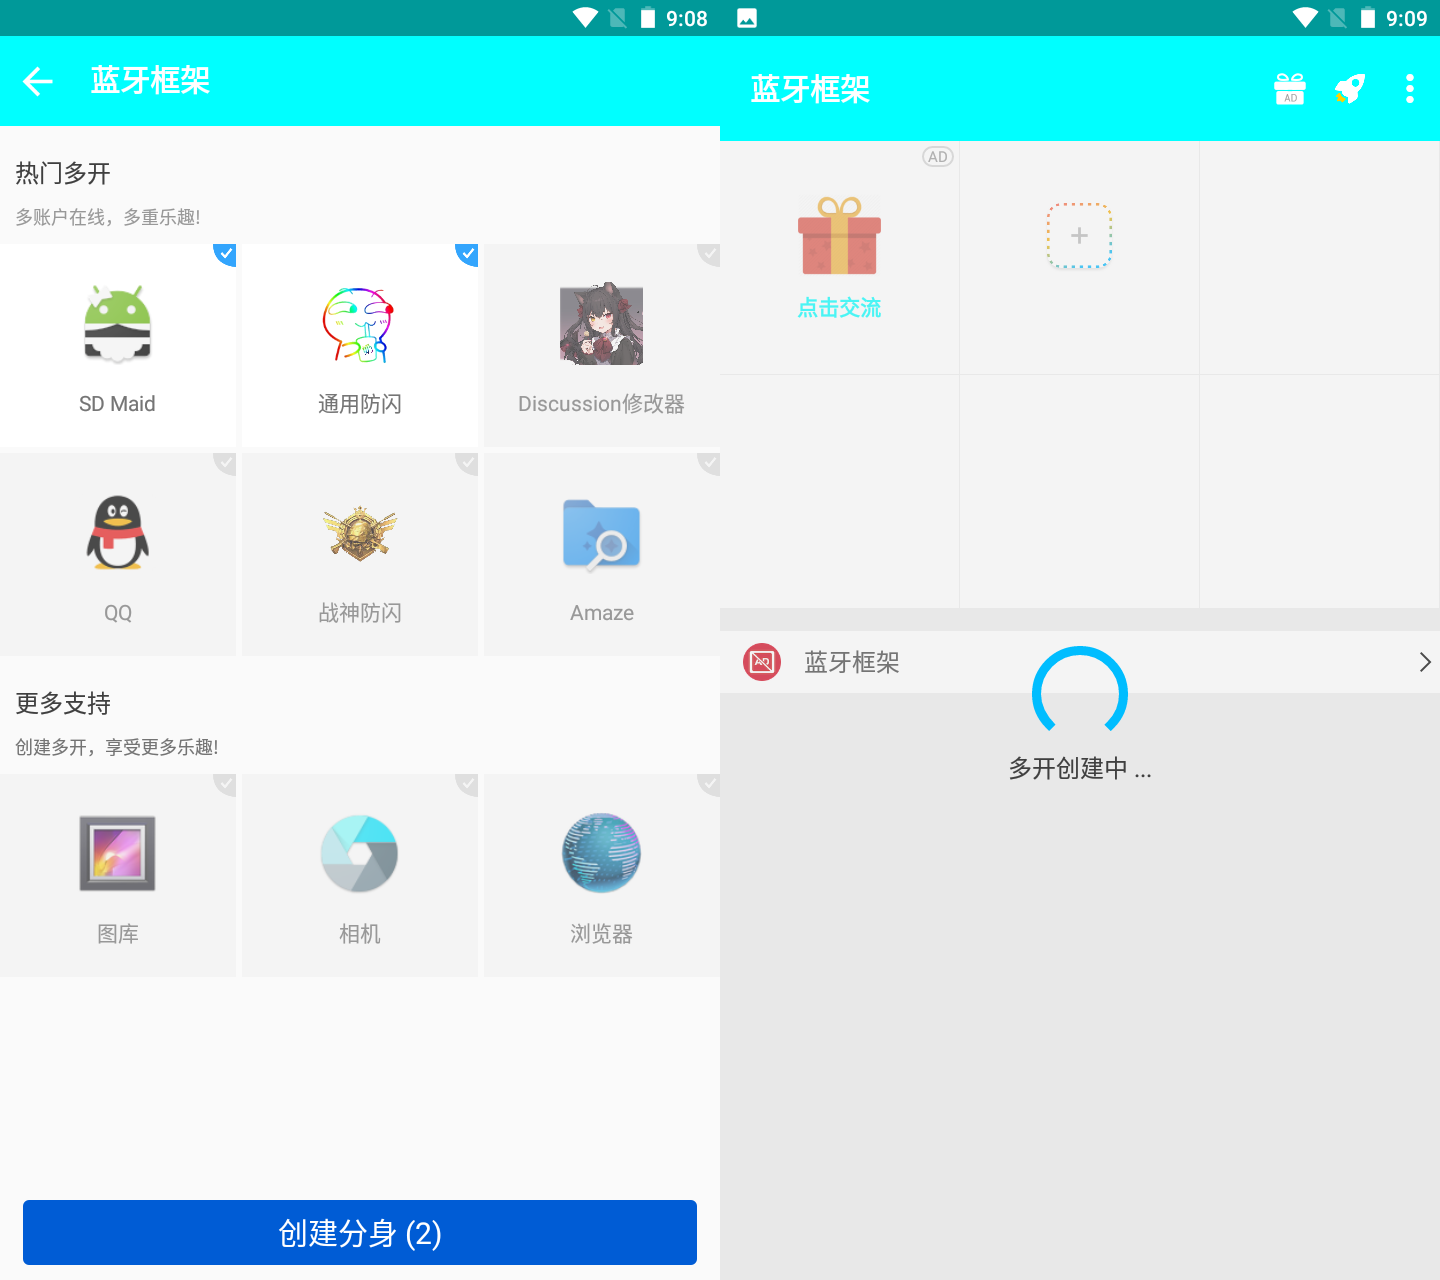 9:08
蓝牙框架
热门多开
多账户在线，多重乐趣!
SD Maid
通用防闪
Discussion修改器
QQ
战神防闪
Amaze
更多支持
创建多开，享受更多乐趣!
图库
相机
浏览器
创建分身 (2)
9:09
蓝牙框架
AD
AD
点击交流
AD
蓝牙框架
多开创建中 ...